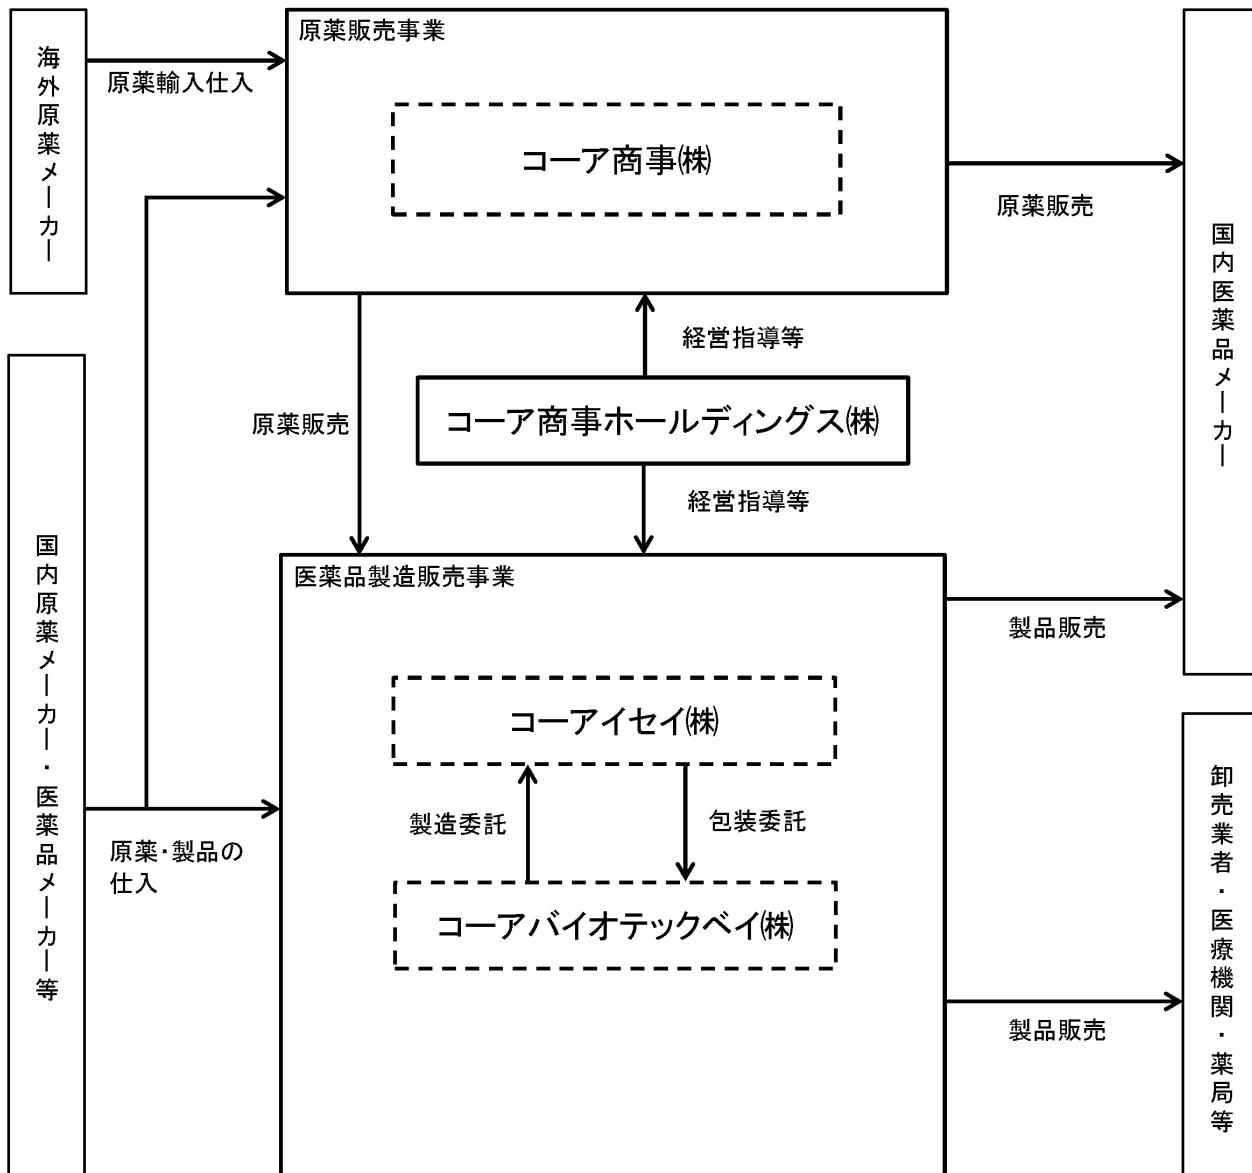 海外原薬メーカー
原薬輸入仕入
原薬販売事業
コーア商事㈱
原薬販売
国内医薬品メーカー
経営指導等
原薬販売
コーア商事ホールディングス㈱
経営指導等
国内原薬メーカー・医薬品メーカー等
医薬品製造販売事業
製品販売
コーアイセイ㈱
製造委託
包装委託
原薬・製品の
仕入
コーアバイオテックベイ㈱
製品販売
卸売業者・医療機関・薬局等